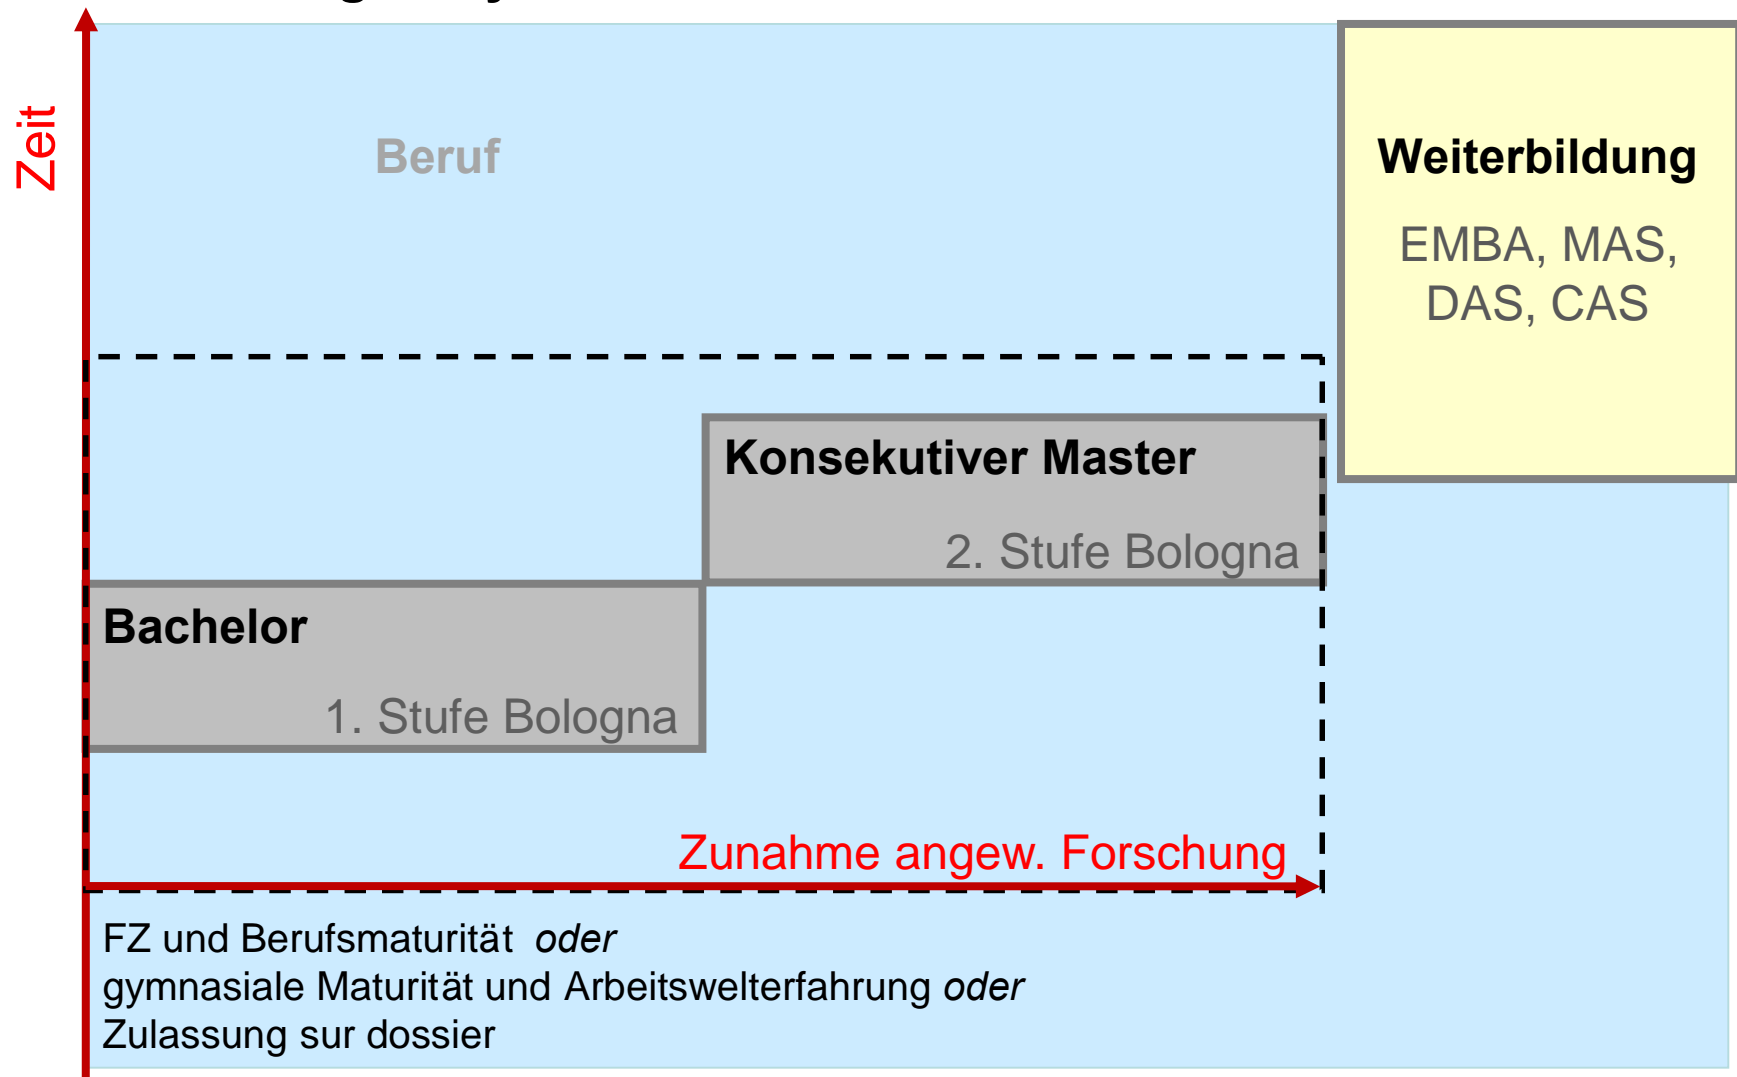 Zeit
Beruf
Weiterbildung
EMBA, MAS,
DAS, CAS
Konsekutiver Master
2. Stufe Bologna
Bachelor
1. Stufe Bologna
Zunahme angew. Forschung
FZ und Berufsmaturität oder
gymnasiale Maturität und Arbeitswelterfahrung oder
Zulassung sur dossier